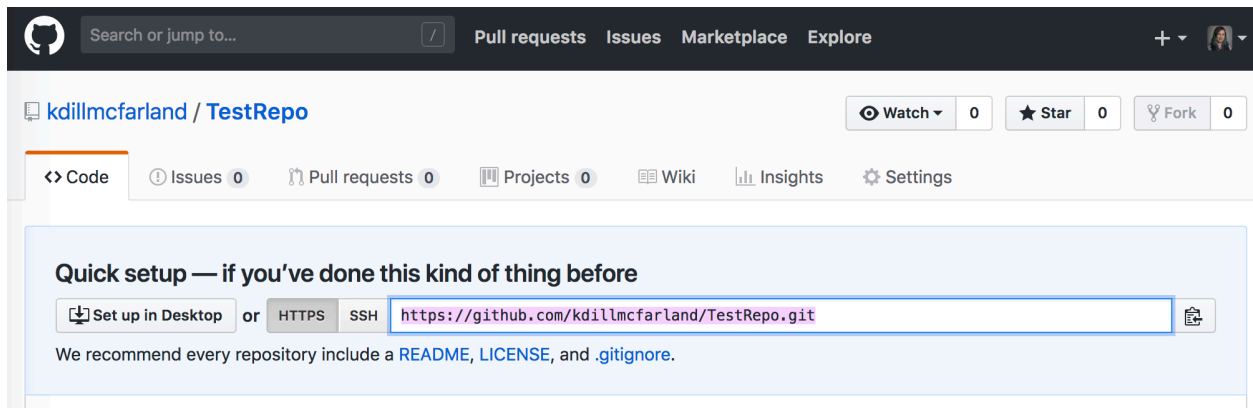 Search or jump to... / Pull requests Issues Marketplace Explore
kdillmcfarland / TestRepo Watch 0 Star 0 Fork 0
Code Issues 0 Pull requests 0 Projects 0 Wiki Insights Settings
Quick setup — if you’ve done this kind of thing before
Set up in Desktop or HTTPS SSH https://github.com/kdillmcfarland/TestRepo.git
We recommend every repository include a README, LICENSE, and .gitignore.